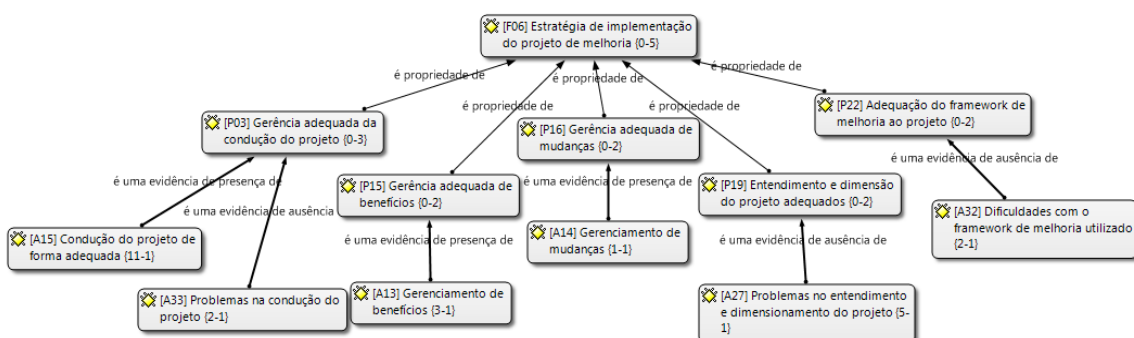 [F06] Estratégia de implementação
do projeto de melhoria {0-5}
é propriedade de
é propriedade de
é propriedade de
é propriedade de
é propriedade de
[P03] Gerência adequada da
condução do projeto {0-3}
[P15] Gerência adequada de
benefícios {0-2}
[P16] Gerência adequada de
mudanças {0-2}
[P19] Entendimento e dimensão
do projeto adequados {0-2}
[P22] Adequação do framework de
melhoria ao projeto {0-2}
é uma evidência de presença de
é uma evidência de ausência
é uma evidência de presença de
é uma evidência de presença de
é uma evidência de ausência de
é uma evidência de ausência de
[A15] Condução do projeto de
forma adequada {11-1}
[A33] Problemas na condução do
projeto {2-1}
[A13] Gerenciamento de
benefícios {3-1}
[A14] Gerenciamento de
mudanças {1-1}
[A27] Problemas no entendimento
e dimensionamento do projeto {5-
1}
[A32] Dificuldades com o
framework de melhoria utilizado
{2-1}